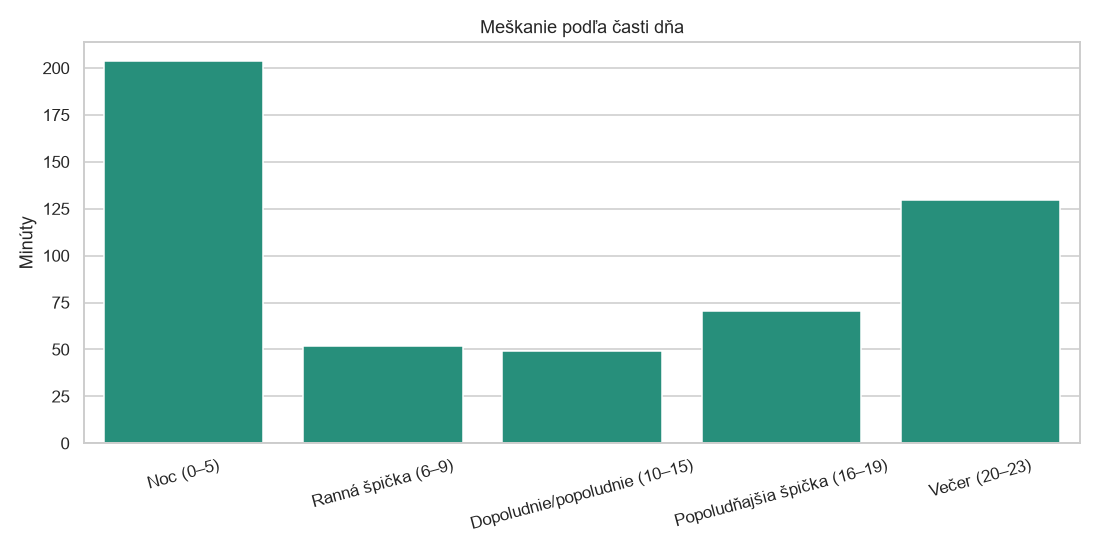 Meškanie podľa časti dňa
Minúty
200
175
150
125
100
75
50
25
0
Noc (0–5)
Ranná špička (6–9)
Dopoludnie/popoludnie (10–15)
Popoludňajšia špička (16–19)
Večer (20–23)